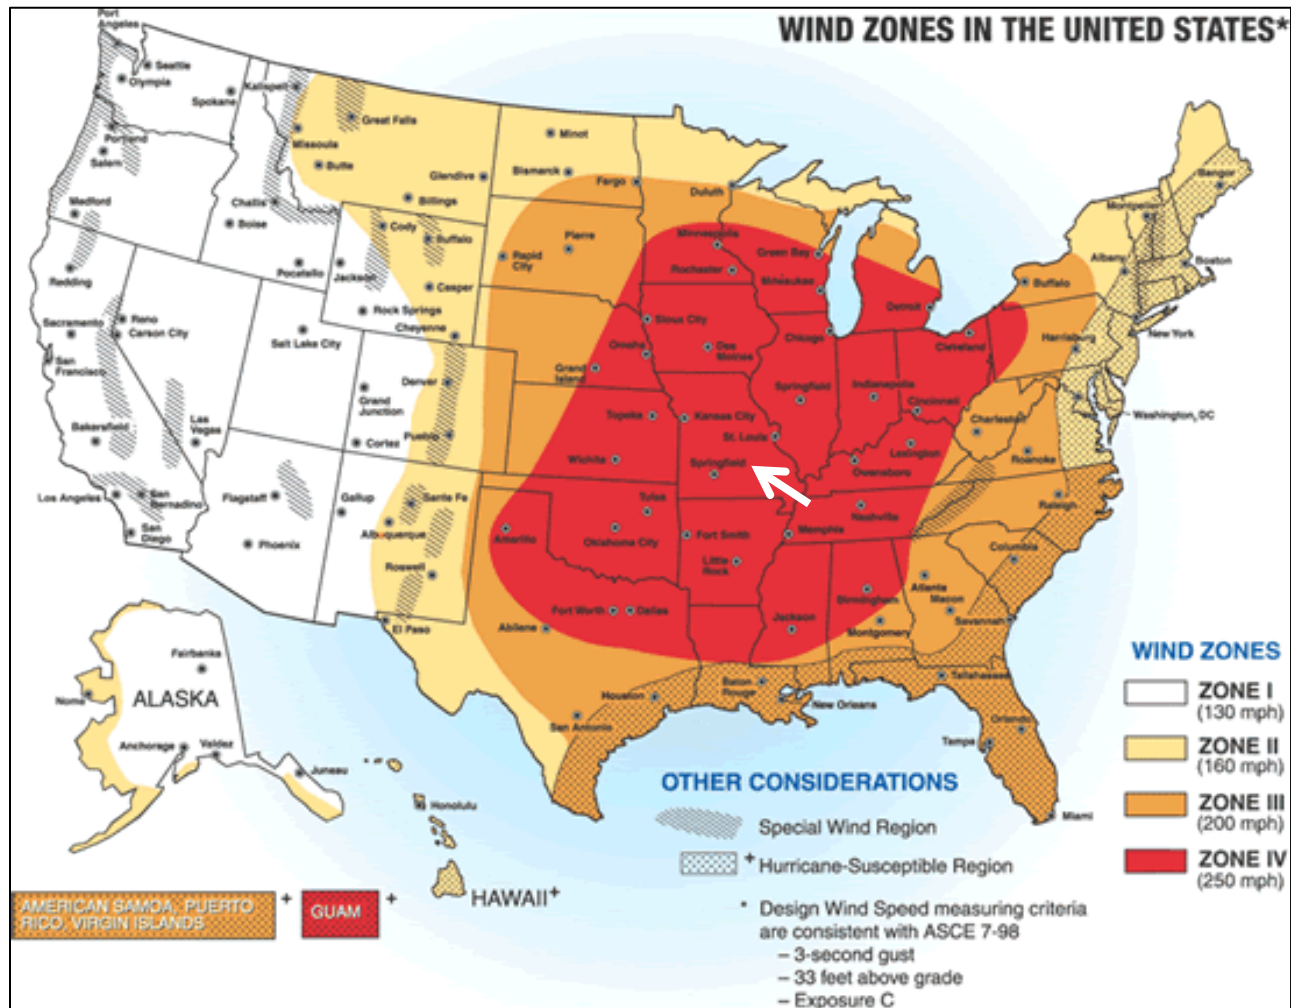 WIND ZONES IN THE UNITED STATES*
Port
Angeles
Seattle
Olympia
Spokane
Kalispell
Great Falls
Missoula
Butte
Glendive
Billings
Minot
Bismarck
Fargo
Duluth
Portland
Salem
Medford
Challis
Boise
Pocatello
Cody
Buffalo
Jackson
Casper
Rock Springs
Cheyenne
Rapid
City
Pierre
Minneapolis
Rochester
Green Bay
Milwaukee
Bangor
Montpelier
Boston
Albany
Buffalo
New York
Redding
Reno
Carson City
Sacramento
San
Francisco
Salt Lake City
Sioux City
Omaha
Des
Moines
Chicago
Detroit
Cleveland
Harrisburg
Grand
Island
Denver
Grand
Junction
Pueblo
Cortez
Topeka
Kansas City
Springfield
Indianapolis
Cincinnati
Charleston
Washington, DC
Las
Vegas
Bakersfield
Wichita
St. Louis
Springfield
Lexington
Owensboro
Roanoke
Los Angeles
San
Bernadino
San
Diego
Flagstaff
Phoenix
Gallup
Sante Fe
Albuquerque
Roswell
El Paso
Amarillo
Tulsa
Oklahoma City
Fort Smith
Little
Rock
Memphis
Nashville
Raleigh
Columbia
Atlanta
Macon
Savannah
Birmingham
Montgomery
Jackson
Fort Worth
Dallas
Abilene
Houston
San Antonio
Baton
Rouge
New Orleans
Tallahassee
Orlando
Tampa
Miami
Fairbanks
ALASKA
Nome
Anchorage
Valdez
Juneau
Honolulu
HAWAII+
AMERICAN SAMOA, PUERTO
RICO, VIRGIN ISLANDS
+
GUAM
+
WIND ZONES
ZONE I
(130 mph)
ZONE II
(160 mph)
ZONE III
(200 mph)
ZONE IV
(250 mph)
OTHER CONSIDERATIONS
Special Wind Region
+ Hurricane-Susceptible Region
* Design Wind Speed measuring criteria
are consistent with ASCE 7-98
– 3-second gust
– 33 feet above grade
– Exposure C